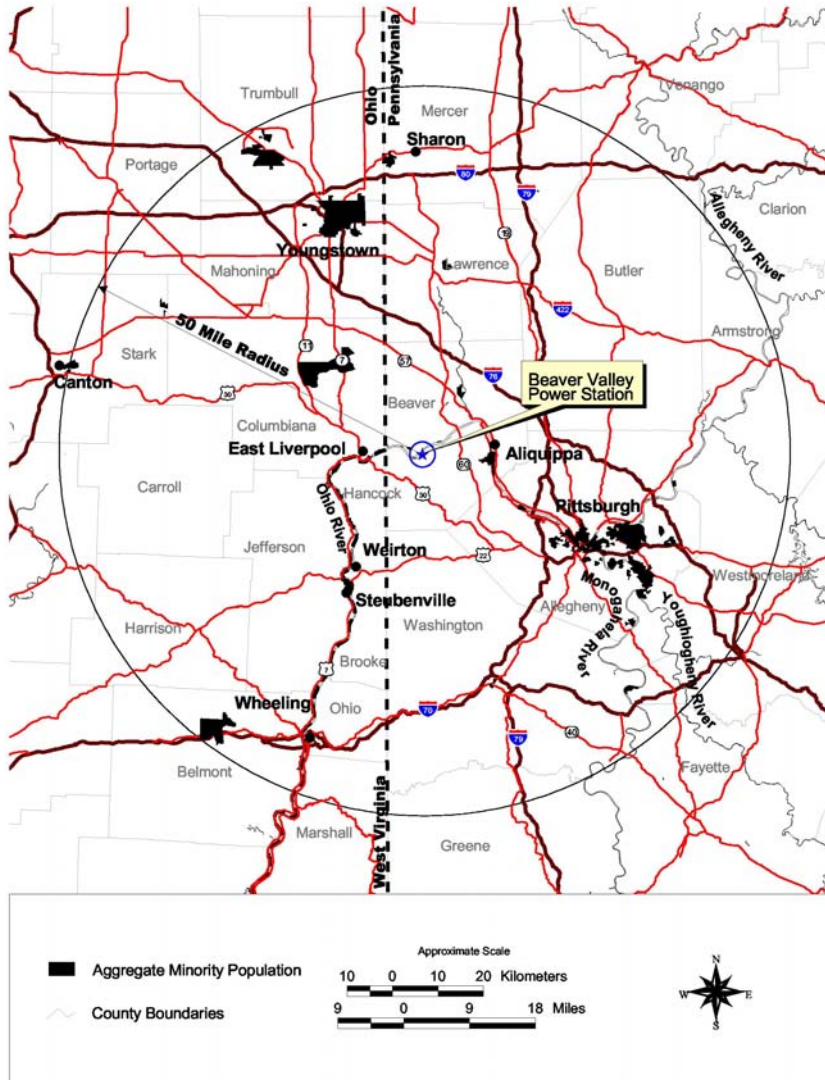 Trumbull
Ohio
Pennsylvania
Mercer
Venango
Sharon
Portage
80
79
Clarion
Allegheny River
19
Youngstown
Lawrence
Butler
Mahoning
422
50 Mile Radius
Armstrong
Stark
11
7
51
76
Beaver Valley
Power Station
Canton
30
Beaver
Columbiana
East Liverpool
Aliquippa
60
Carroll
Hancock
30
Pittsburgh
Ohio River
Jefferson
Weirton
22
Westmoreland
Steubenville
Monogahela River
Allegheny
Youghiogheny River
Harrison
Washington
Brooke
7
Wheeling
Ohio
70
79
40
Belmont
Fayette
West Virginia
Marshall
Greene
Approximate Scale
Aggregate Minority Population
10 0 10 20 Kilometers
County Boundaries
9 0 9 18 Miles
N
W E
S